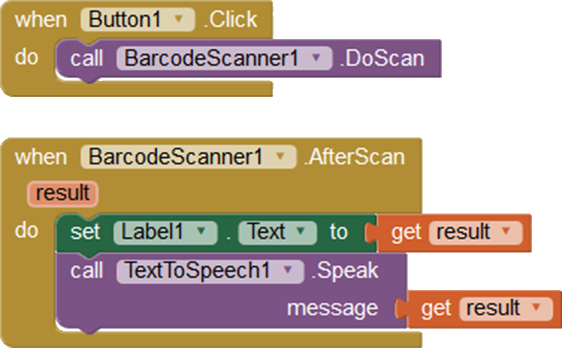 when Button1 .Click
do call BarcodeScanner1 .DoScan
when BarcodeScanner1 .AfterScan
result
do set Label1 . Text to get result
call TextToSpeech1 .Speak
message get result